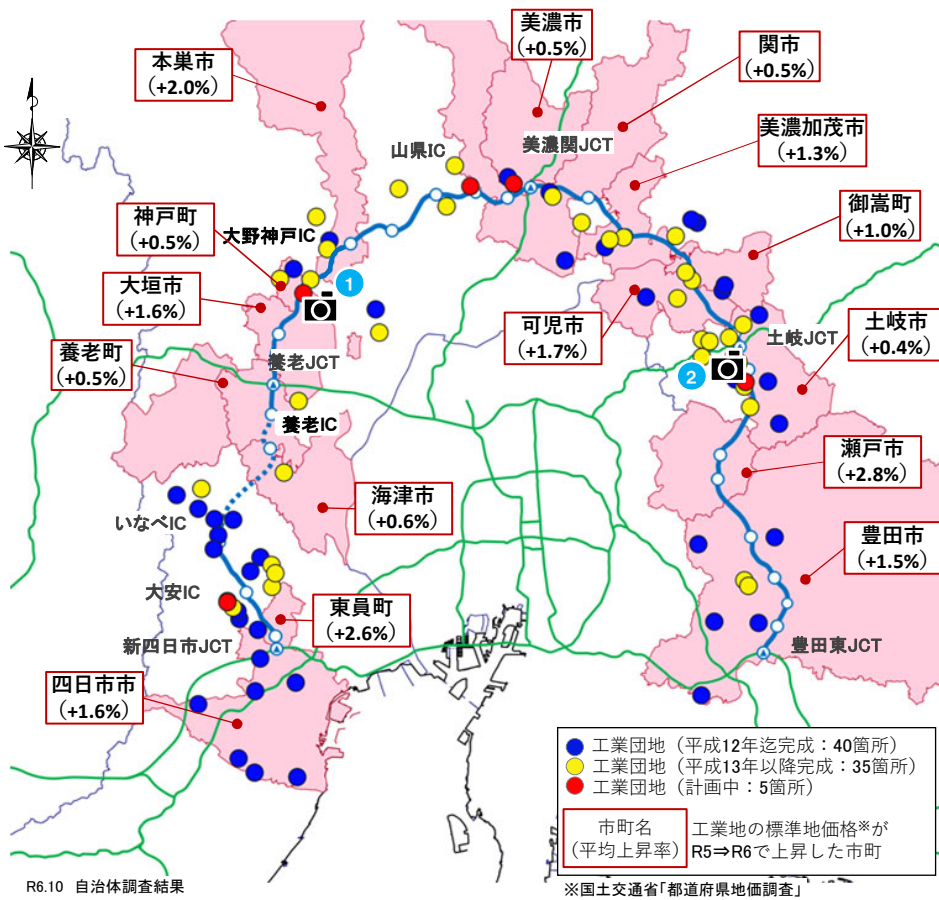 美濃市
(+0.5%)
関市
(+0.5%)
本巣市
(+2.0%)
美濃加茂市
(+1.3%)
山県IC
美濃関JCT
御嵩町
(+1.0%)
神戸町
(+0.5%)
大野神戸IC
1
大垣市
(+1.6%)
可児市
(+1.7%)
土岐JCT
土岐市
(+0.4%)
養老町
(+0.5%)
養老JCT
2
養老IC
瀬戸市
(+2.8%)
海津市
(+0.6%)
いなべIC
豊田市
(+1.5%)
大安IC
東員町
(+2.6%)
新四日市JCT
豊田東JCT
四日市市
(+1.6%)
工業団地（平成12年迄完成：40箇所）
工業団地（平成13年以降完成：35箇所）
工業団地（計画中：5箇所）
市町名
(平均上昇率)
工業地の標準地価格※が
R5⇒R6で上昇した市町
R6.10 自治体調査結果
※国土交通省「都道府県地価調査」